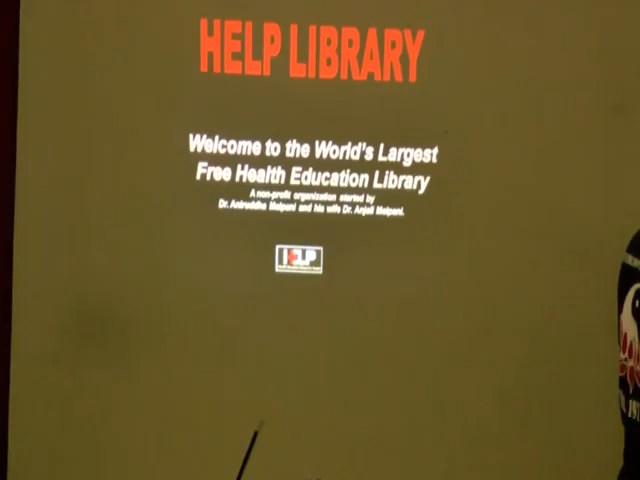 HELP LIBRARY
Welcome to the World's Largest
Free Health Education Library
A non-profit organization started by
Dr. Aniruddha Malpani and his wife Dr. Anjali Malpani.
HELP